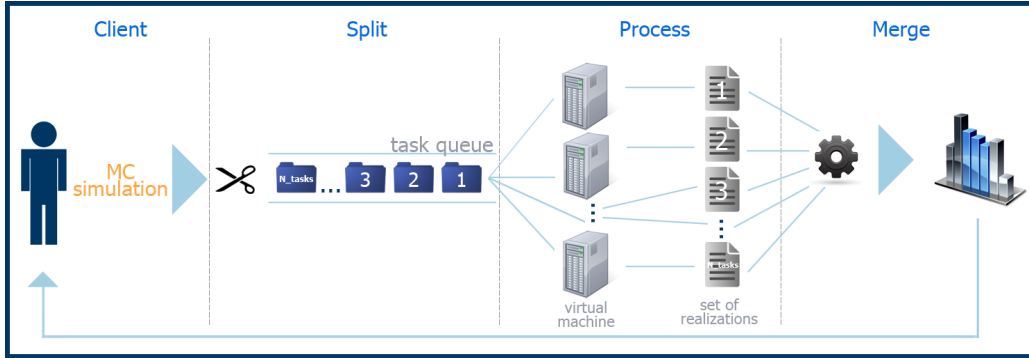 Client
Split
Process
Merge
MC
simulation
task queue
N_tasks
...
3
2
1
1
2
3
N_tasks
virtual
machine
set of
realizations